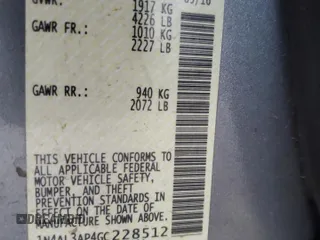 GVWR: 1917 KG
4226 LB
GAWR FR.: 1010 KG
2227 LB
GAWR RR.: 940 KG
2072 LB
THIS VEHICLE CONFORMS TO
ALL APPLICABLE FEDERAL
MOTOR VEHICLE SAFETY,
BUMPER, AND THEFT
PREVENTION STANDARDS
IN EFFECT ON THE DATE OF
MANUFACTURE SHOWN ABOVE.
1N4AL3AP4GC228512